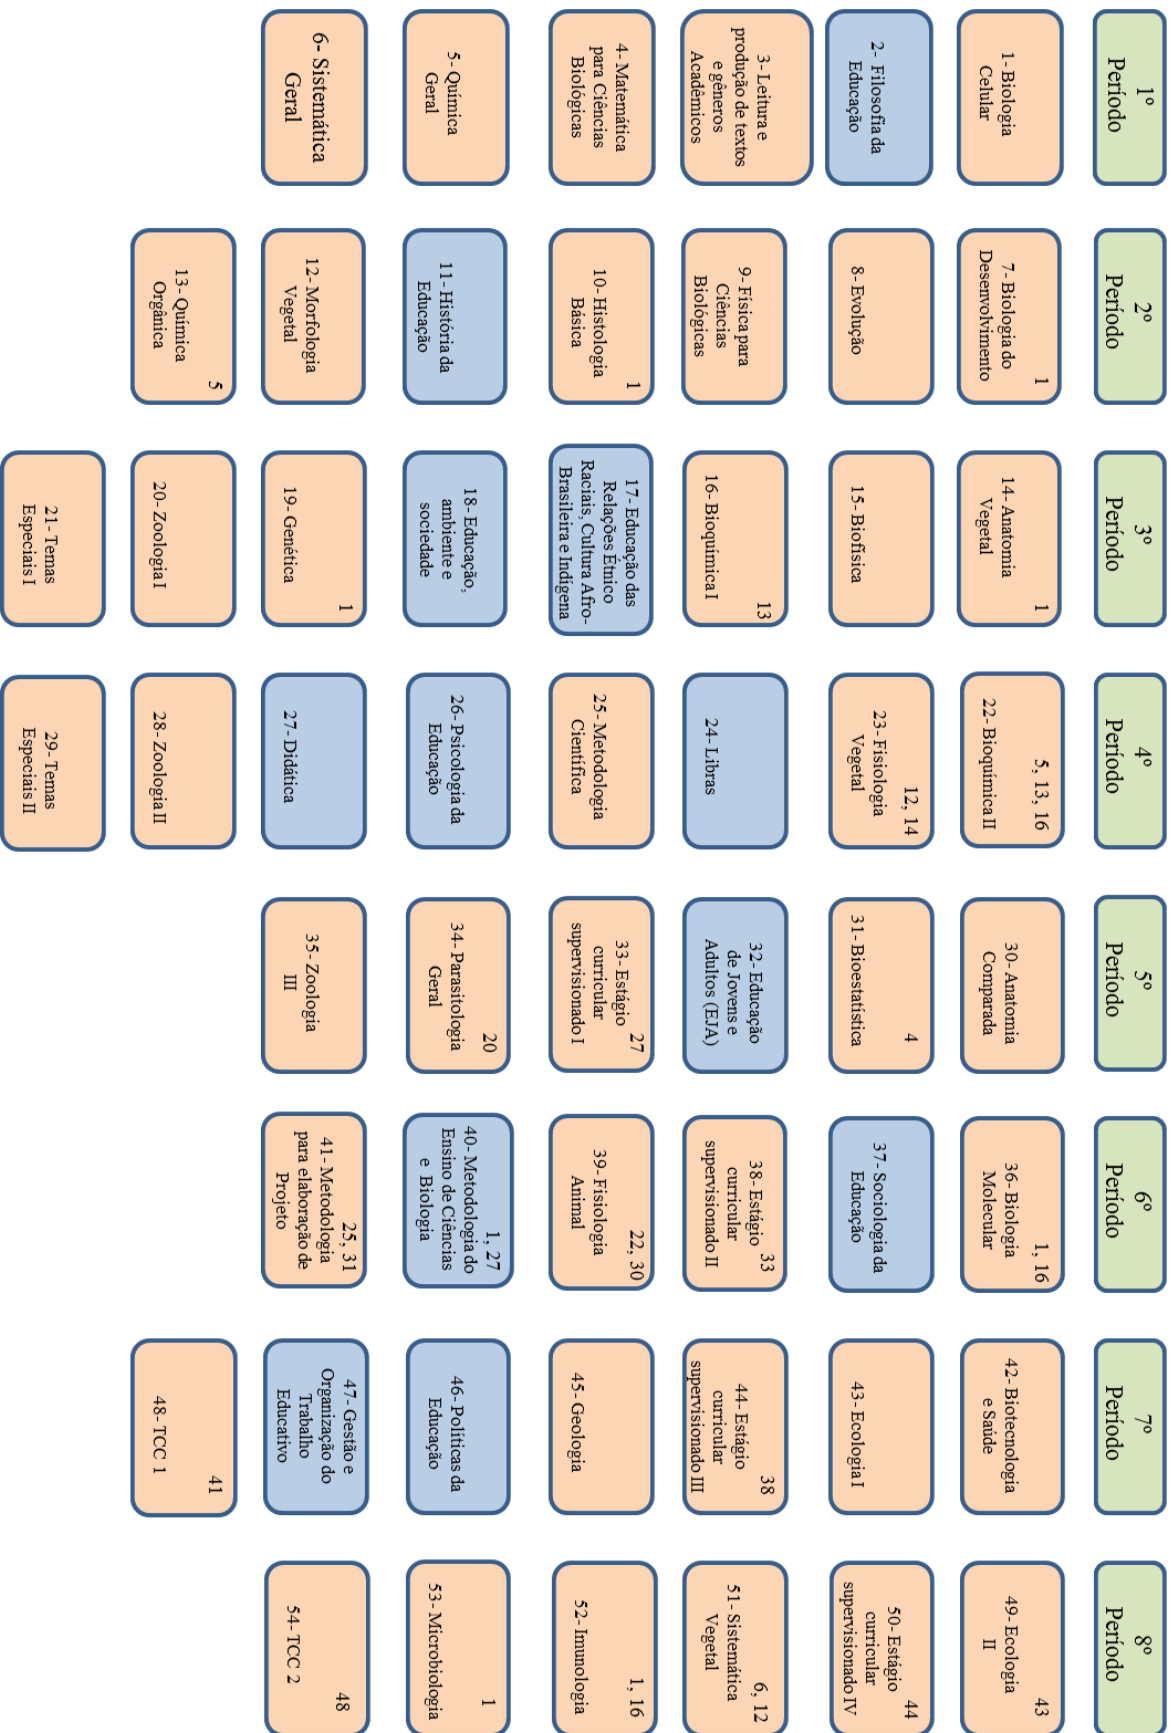 1º
Período
1- Biologia
Celular
2- Filosofia da
Educação
3- Leitura e
produção de textos
e gêneros
Acadêmicos
4- Matemática
para Ciências
Biológicas
5- Química
Geral
6- Sistemática
Geral
2º
Período
1
7- Biologia do
Desenvolvimento
8- Evolução
9- Física para
Ciências
Biológicas
1
10- Histologia
Básica
11- História da
Educação
12- Morfologia
Vegetal
5
13- Química
Orgânica
3º
Período
1
14- Anatomia
Vegetal
15- Biofísica
13
16- Bioquímica I
17- Educação das
Relações Étnico
Raciais, Cultura Afro-
Brasileira e Indígena
18- Educação,
ambiente e
sociedade
1
19- Genética
20- Zoologia I
21- Temas
Especiais I
4º
Período
5, 13, 16
22- Bioquímica II
12, 14
23- Fisiologia
Vegetal
24- Libras
25- Metodologia
Científica
26- Psicologia da
Educação
27- Didática
28- Zoologia II
29- Temas
Especiais II
5º
Período
30- Anatomia
Comparada
4
31- Bioestatística
32- Educação
de Jovens e
Adultos (EJA)
27
33- Estágio
curricular
supervisionado I
20
34- Parasitologia
Geral
35- Zoologia
III
6º
Período
1, 16
36- Biologia
Molecular
37- Sociologia da
Educação
33
38- Estágio
curricular
supervisionado II
22, 30
39- Fisiologia
Animal
1, 27
40- Metodologia do
Ensino de Ciências
e Biologia
25, 31
41- Metodologia
para elaboração de
Projeto
7º
Período
42- Biotecnologia
e Saúde
43- Ecologia I
38
44- Estágio
curricular
supervisionado III
45- Geologia
46- Políticas da
Educação
47- Gestão e
Organização do
Trabalho
Educativo
41
48- TCC 1
8º
Período
43
49- Ecologia
II
44
50- Estágio
curricular
supervisionado IV
6, 12
51- Sistemática
Vegetal
1, 16
52- Imunologia
1
53- Microbiologia
48
54- TCC 2